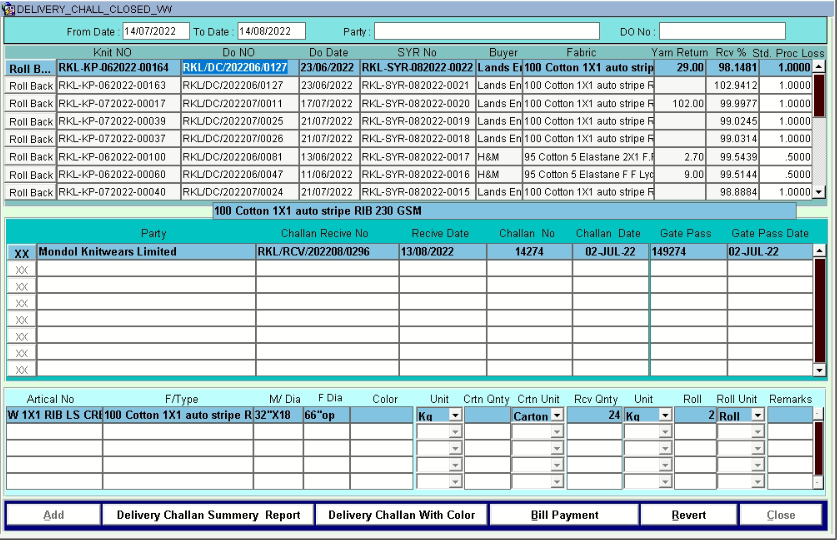 DELIVERY_CHALL_CLOSED_VW
From Date : 14/07/2022 To Date : 14/08/2022 Party : DO No :
Knit NO Do NO Do Date SYR No Buyer Fabric Yarn Return Rcv % Std. Proc Loss
Roll B... RKL-KP-062022-00164 RKL/DC/202206/0127 23/06/2022 RKL-SYR-082022-0022 Lands En 100 Cotton 1X1 auto strip 29.00 98.1481 1.0000
Roll Back RKL-KP-062022-00163 RKL/DC/202206/0127 23/06/2022 RKL-SYR-082022-0021 Lands En 100 Cotton 1X1 auto stripe R 102.9412 1.0000
Roll Back RKL-KP-072022-00017 RKL/DC/202207/0011 17/07/2022 RKL-SYR-082022-0020 Lands En 100 Cotton 1X1 auto stripe R 102.00 99.9977 1.0000
Roll Back RKL-KP-072022-00039 RKL/DC/202207/0025 21/07/2022 RKL-SYR-082022-0019 Lands En 100 Cotton 1X1 auto stripe R 99.0245 1.0000
Roll Back RKL-KP-072022-00037 RKL/DC/202207/0026 21/07/2022 RKL-SYR-082022-0018 Lands En 100 Cotton 1X1 auto stripe R 99.0314 1.0000
Roll Back RKL-KP-062022-00100 RKL/DC/202206/0081 13/06/2022 RKL-SYR-082022-0017 H&M 95 Cotton 5 Elastane 2X1 F.F 2.70 99.5439 .5000
Roll Back RKL-KP-062022-00060 RKL/DC/202206/0047 11/06/2022 RKL-SYR-082022-0016 H&M 95 Cotton 5 Elastane F F Lyc 9.00 99.5144 .5000
Roll Back RKL-KP-072022-00040 RKL/DC/202207/0024 21/07/2022 RKL-SYR-082022-0015 Lands En 100 Cotton 1X1 auto stripe R 98.8884 1.0000
100 Cotton 1X1 auto stripe RIB 230 GSM
Party Challan Recive No Recive Date Challan No Challan Date Gate Pass Gate Pass Date
XX Mondol Knitwears Limited RKL/RCV/202208/0296 13/08/2022 14274 02-JUL-22 149274 02-JUL-22
XX
XX
XX
XX
XX
XX
XX
Artical No F/Type M/ Dia F Dia Color Unit Crtn Qnty Crtn Unit Rcv Qnty Unit Roll Roll Unit Remarks
W 1X1 RIB LS CRE 100 Cotton 1X1 auto stripe R 32"X18 66"op Kg Carton 24 Kg 2 Roll
Add Delivery Challan Summery Report Delivery Challan With Color Bill Payment Revert Close